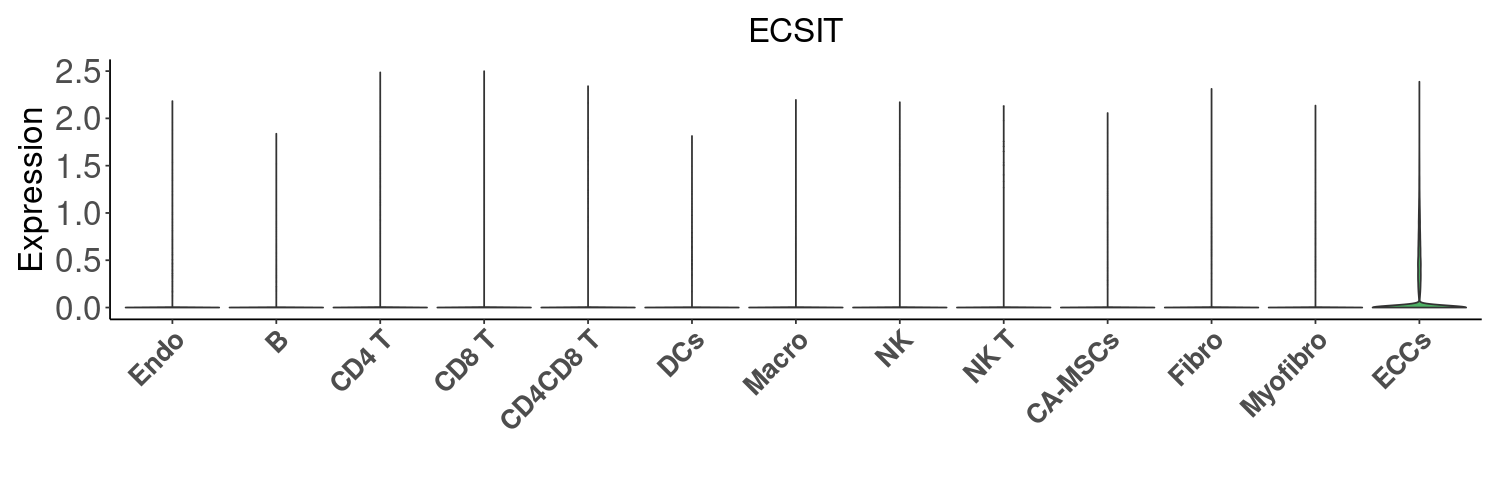 ECSIT
Expression
2.5
2.0
1.5
1.0
0.5
0.0
Endo
B
CD4 T
CD8 T
CD4CD8 T
DCs
Macro
NK
NK T
CA-MSCs
Fibro
Myofibro
ECCs